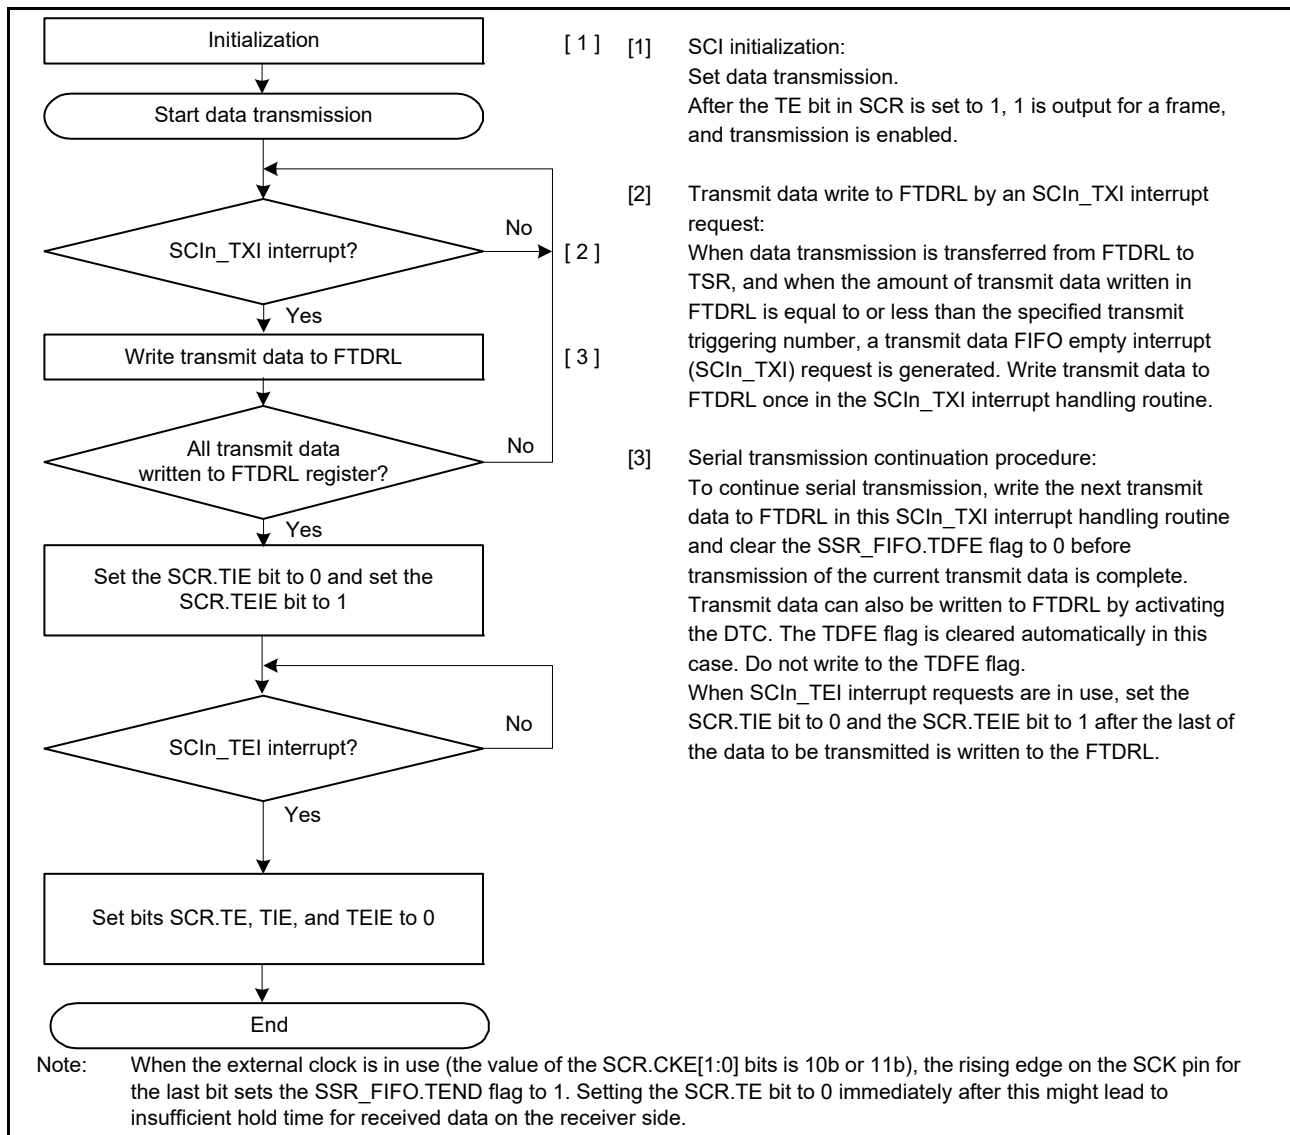 Initialization
[ 1 ]
Start data transmission
SCIn_TXI interrupt?
No
[ 2 ]
Yes
Write transmit data to FTDRL
[ 3 ]
All transmit data
written to FTDRL register?
No
Yes
Set the SCR.TIE bit to 0 and set the
SCR.TEIE bit to 1
SCIn_TEI interrupt?
No
Yes
Set bits SCR.TE, TIE, and TEIE to 0
End
[1] SCI initialization:
Set data transmission.
After the TE bit in SCR is set to 1, 1 is output for a frame,
and transmission is enabled.
[2] Transmit data write to FTDRL by an SCIn_TXI interrupt
request:
When data transmission is transferred from FTDRL to
TSR, and when the amount of transmit data written in
FTDRL is equal to or less than the specified transmit
triggering number, a transmit data FIFO empty interrupt
(SCIn_TXI) request is generated. Write transmit data to
FTDRL once in the SCIn_TXI interrupt handling routine.
[3] Serial transmission continuation procedure:
To continue serial transmission, write the next transmit
data to FTDRL in this SCIn_TXI interrupt handling routine
and clear the SSR_FIFO.TDFE flag to 0 before
transmission of the current transmit data is complete.
Transmit data can also be written to FTDRL by activating
the DTC. The TDFE flag is cleared automatically in this
case. Do not write to the TDFE flag.
When SCIn_TEI interrupt requests are in use, set the
SCR.TIE bit to 0 and the SCR.TEIE bit to 1 after the last of
the data to be transmitted is written to the FTDRL.
Note: When the external clock is in use (the value of the SCR.CKE[1:0] bits is 10b or 11b), the rising edge on the SCK pin for
the last bit sets the SSR_FIFO.TEND flag to 1. Setting the SCR.TE bit to 0 immediately after this might lead to
insufficient hold time for received data on the receiver side.